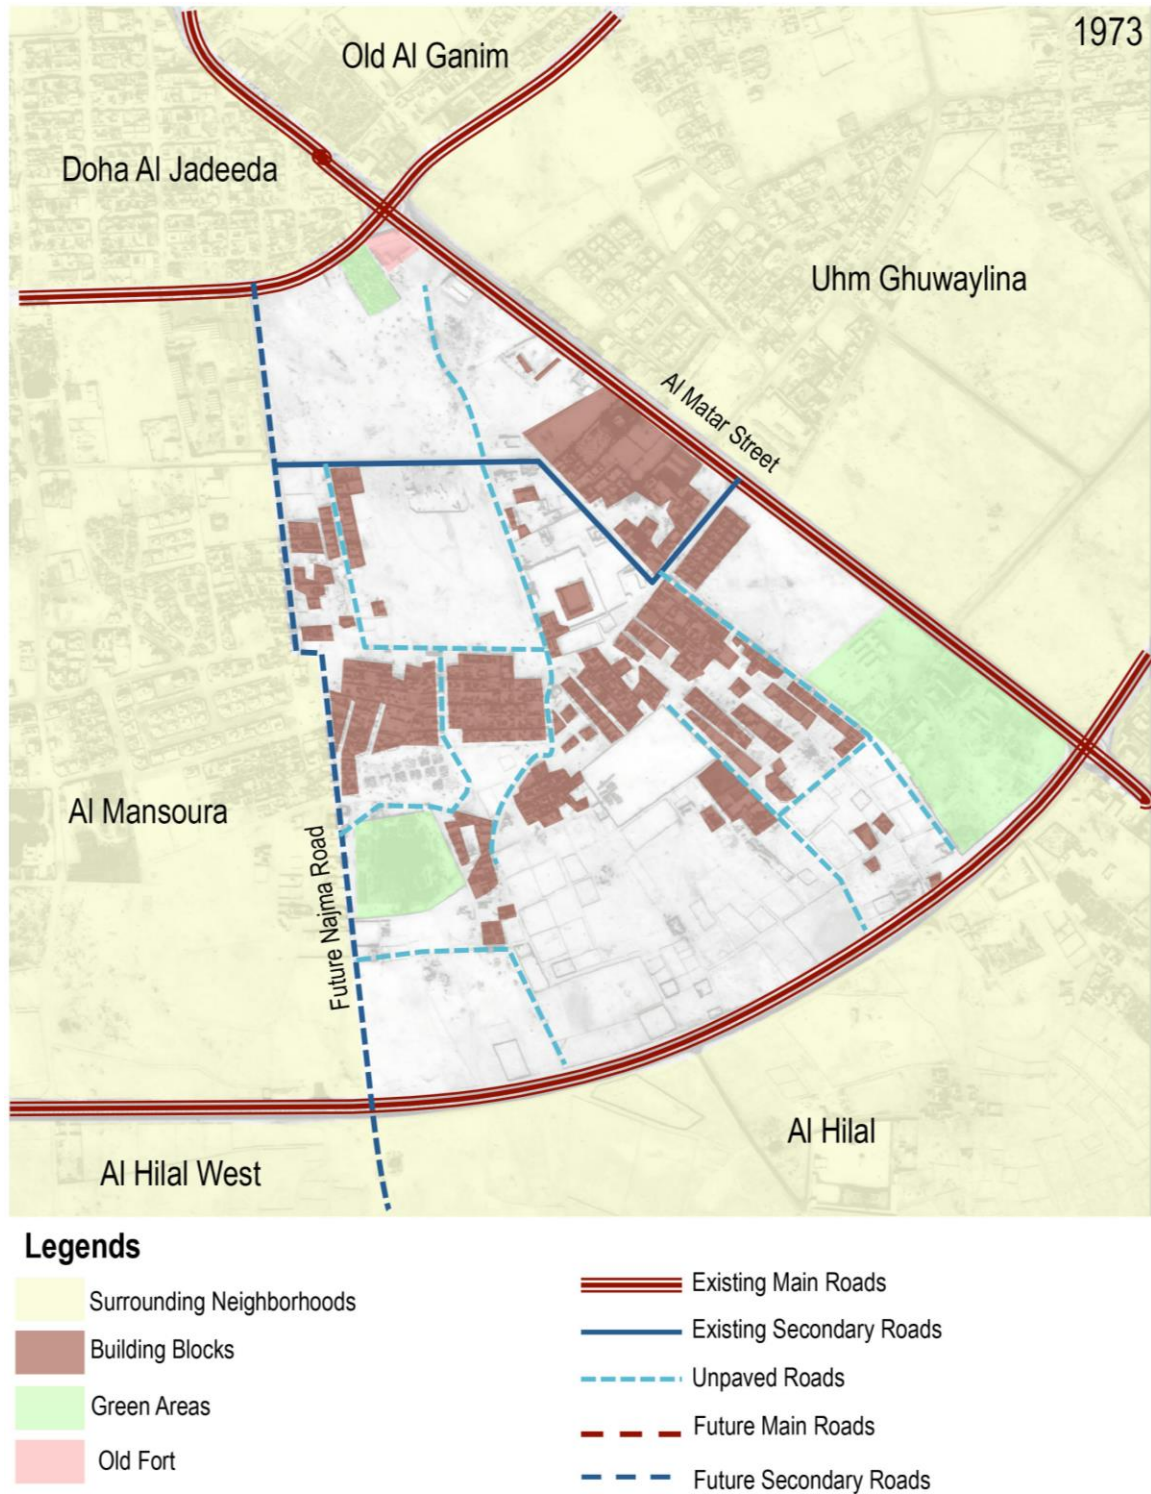 1973
Old Al Ganim
Doha Al Jadeeda
Uhm Ghuwaylina
Al Matar Street
Al Mansoura
Future Najma Road
Al Hilal
Al Hilal West
Legends
Surrounding Neighborhoods
Building Blocks
Green Areas
Old Fort
Existing Main Roads
Existing Secondary Roads
Unpaved Roads
Future Main Roads
Future Secondary Roads